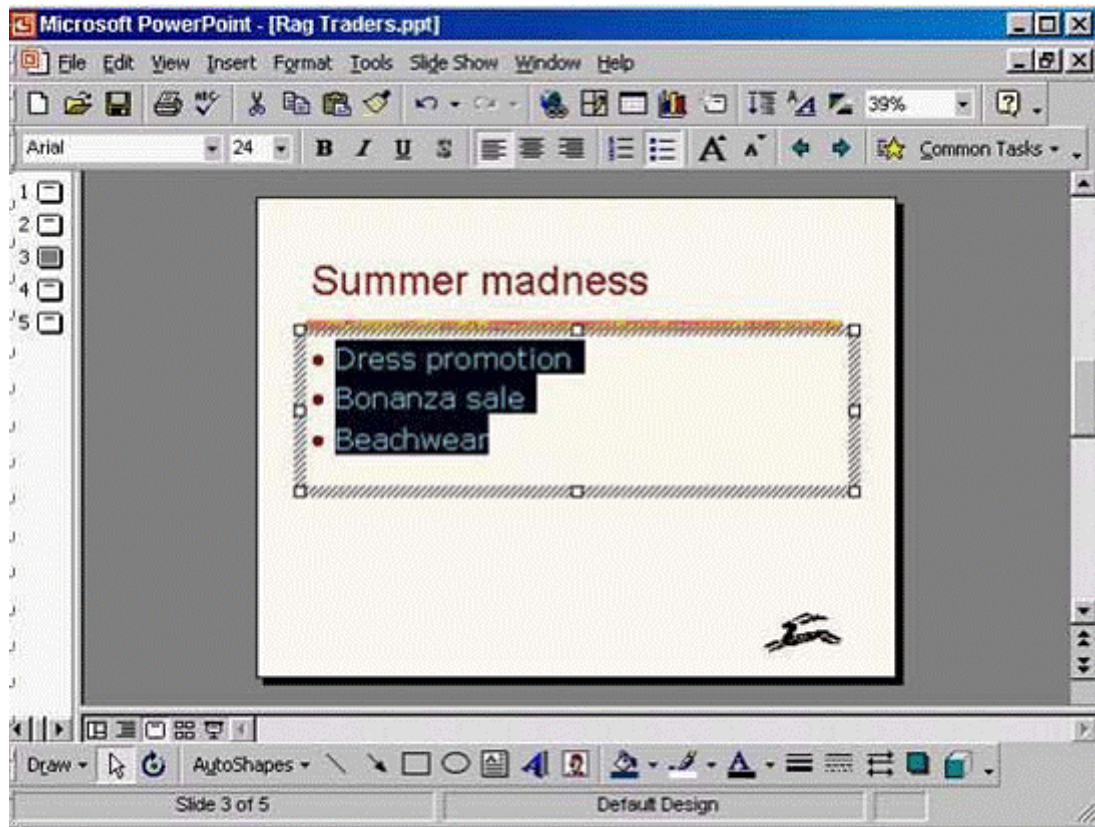 Microsoft PowerPoint - [Rag Traders.ppt]
File Edit View Insert Format Tools Slide Show Window Help
ABC
39%
Arial 24 B I U S A A Common Tasks
1
2
3
4
5
Summer madness
• Dress promotion
• Bonanza sale
• Beachwear
Draw AutoShapes
Slide 3 of 5 Default Design